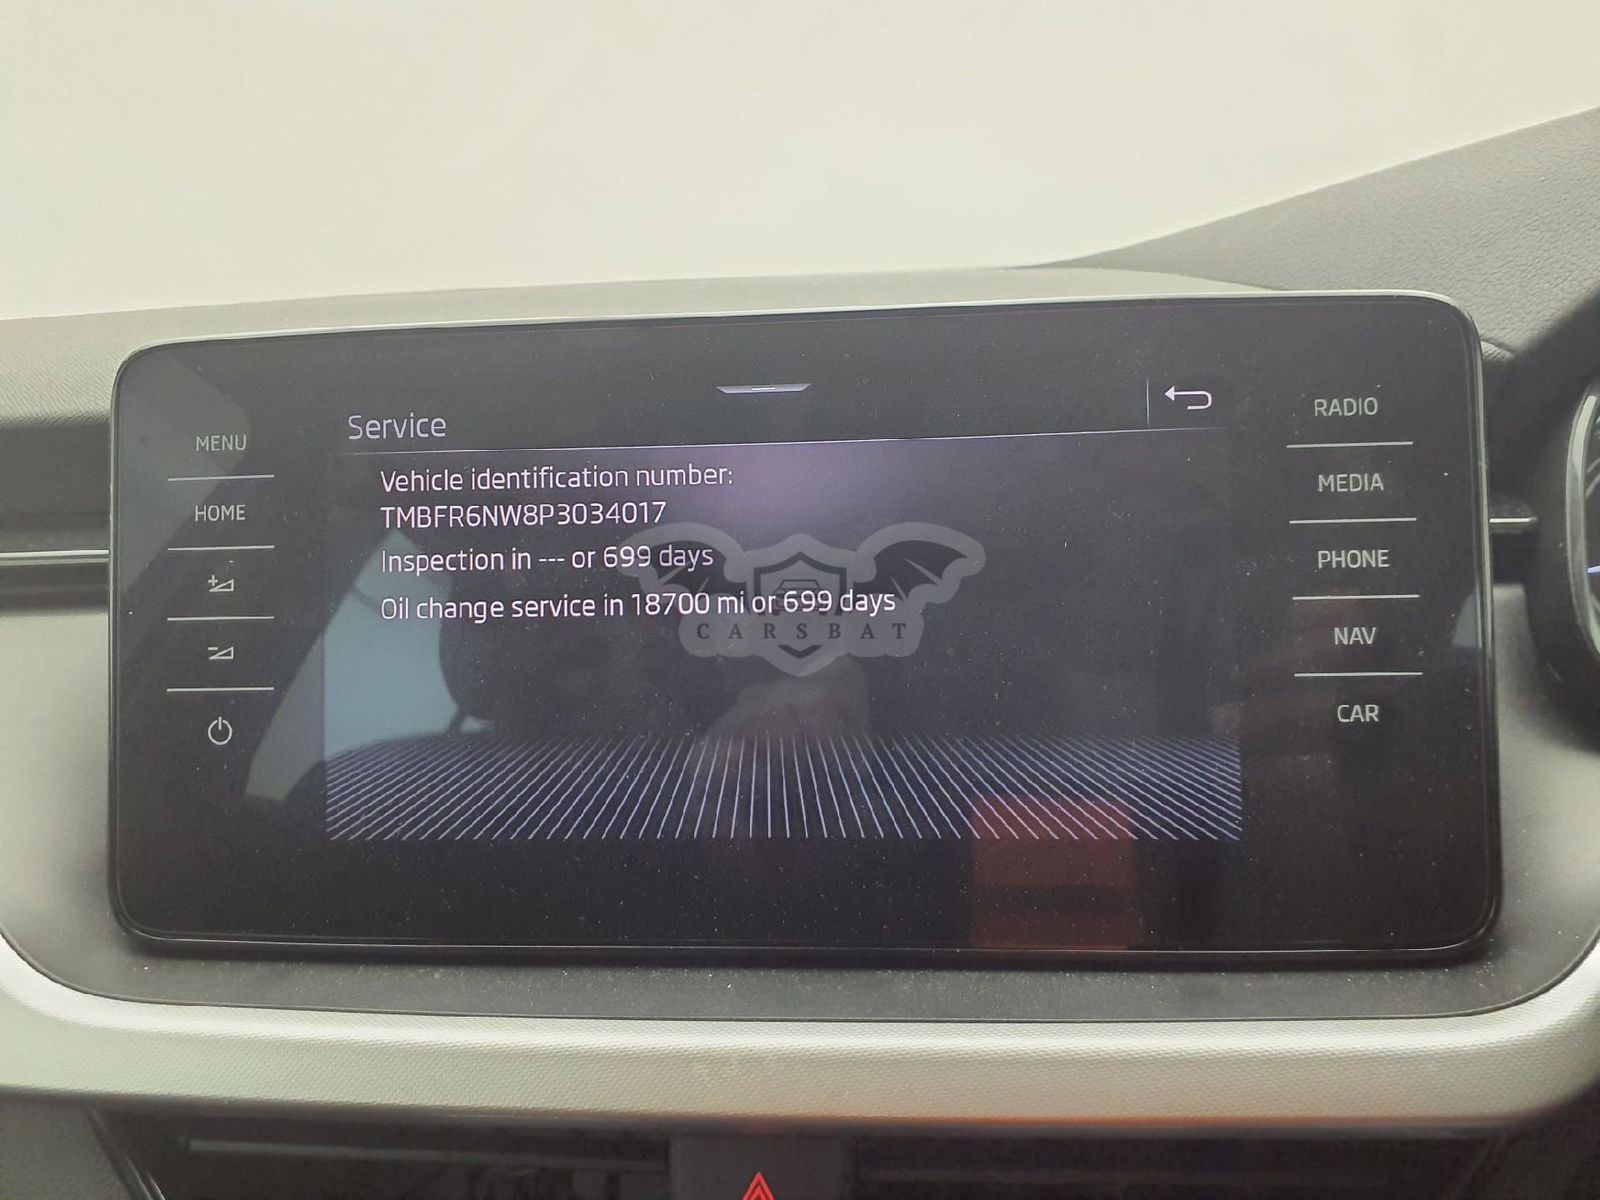 Service
Vehicle identification number:
TMBFR6NW8P3034017
Inspection in --- or 699 days
Oil change service in 18700 mi or 699 days
CARSBAT
MENU
HOME
RADIO
MEDIA
PHONE
NAV
CAR